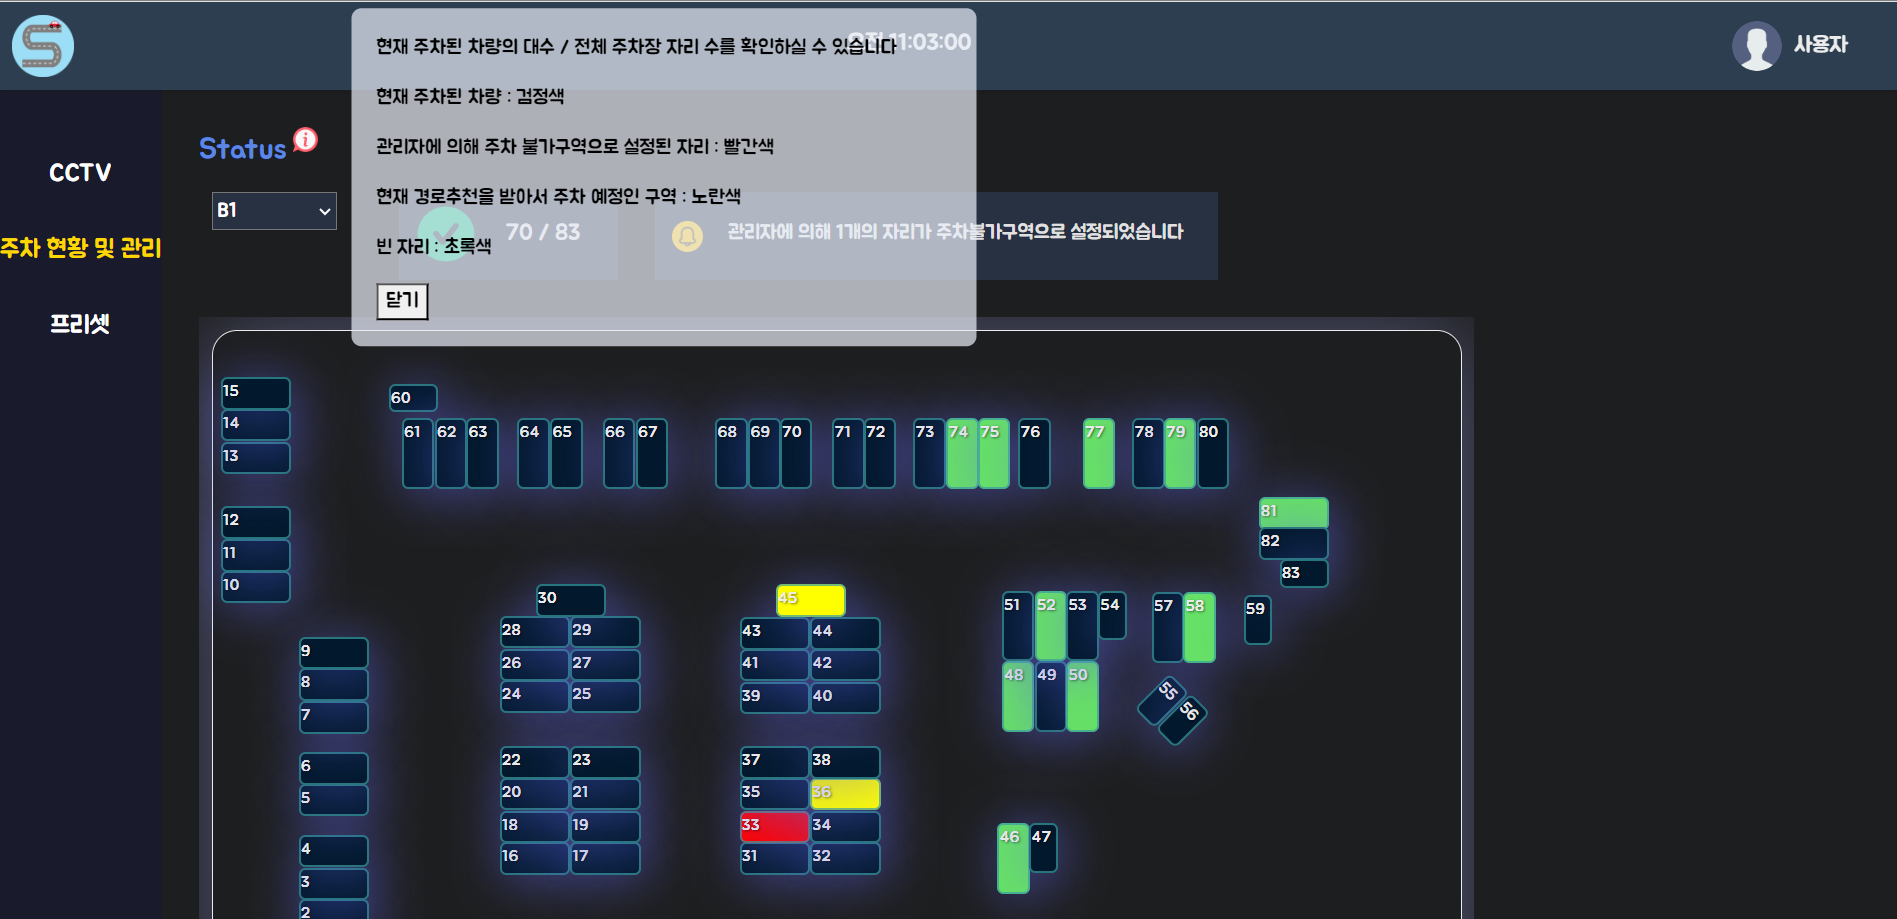 현재 주차된 차량의 대수 / 전체 주차장 자리 수를 확인하실 수 있습니다
오전 11:03:00
사용자
현재 주차된 차량 : 검정색
관리자에 의해 주차 불가구역으로 설정된 자리 : 빨간색
현재 경로추천을 받아서 주차 예정인 구역 : 노란색
빈 자리 : 초록색
닫기
CCTV
주차 현황 및 관리
프리셋
Status
i
B1
70 / 83
관리자에 의해 1개의 자리가 주차불가구역으로 설정되었습니다
15
14
13
12
11
10
9
8
7
6
5
4
3
2
60
61 62 63 64 65 66 67 68 69 70 71 72 73 74 75 76 77 78 79 80
81
82
83
30
28 29
26 27
24 25
22 23
20 21
18 19
16 17
45
43 44
41 42
39 40
37 38
35 36
33 34
31 32
51 52 53 54 57 58 59
48 49 50
55
56
46 47